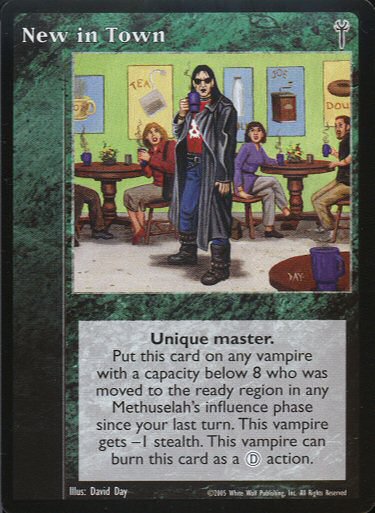 New in Town
TEA
JOE
DOU
DAY
Unique master.
Put this card on any vampire
with a capacity below 8 who was
moved to the ready region in any
Methuselah's influence phase
since your last turn. This vampire
gets –1 stealth. This vampire can
burn this card as a Ⓓ action.
Illus: David Day
©2005 White Wolf Publishing, Inc. All Rights Reserved